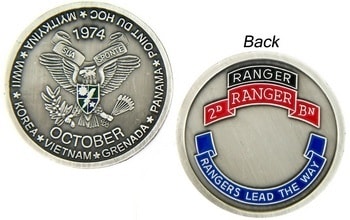 WWII★MYITKYINA★POINT DU HOC
1974
SUA SPONTE
OCTOBER
KOREA★VIETNAM★GRENADA★PANAMA
Back
RANGER
2D RANGER BN
RANGERS LEAD THE WAY